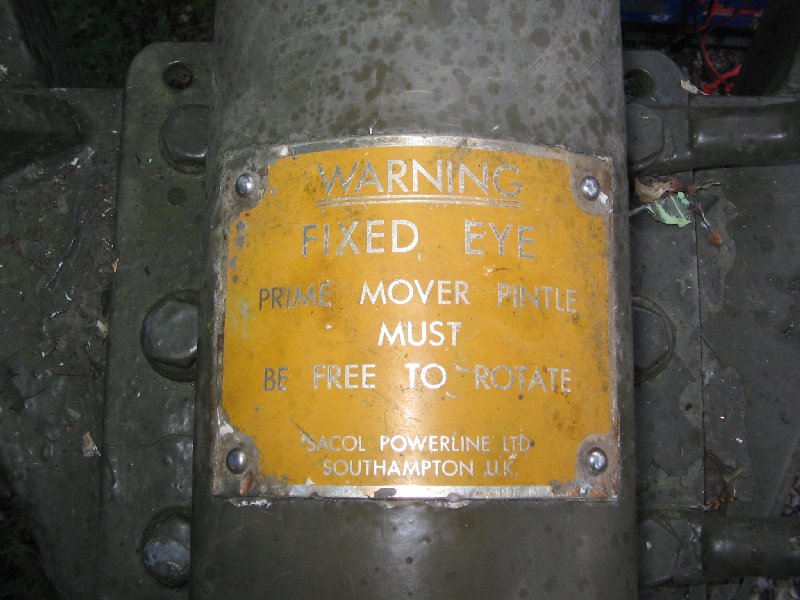 WARNING
FIXED EYE
PRIME MOVER PINTLE
MUST
BE FREE TO ROTATE
SACOL POWERLINE LTD
SOUTHAMPTON U.K.